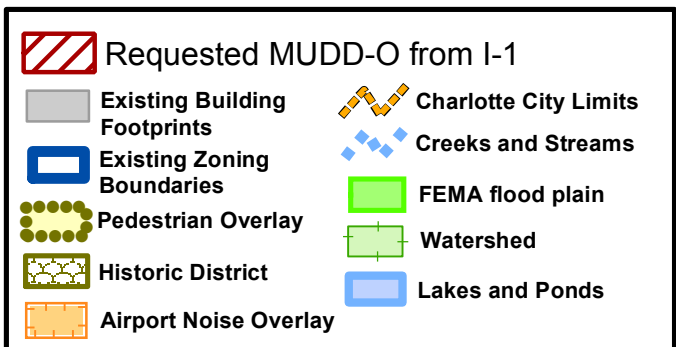 Requested MUDD-O from I-1
Existing Building
Footprints
Existing Zoning
Boundaries
Pedestrian Overlay
Historic District
Airport Noise Overlay
Charlotte City Limits
Creeks and Streams
FEMA flood plain
Watershed
Lakes and Ponds